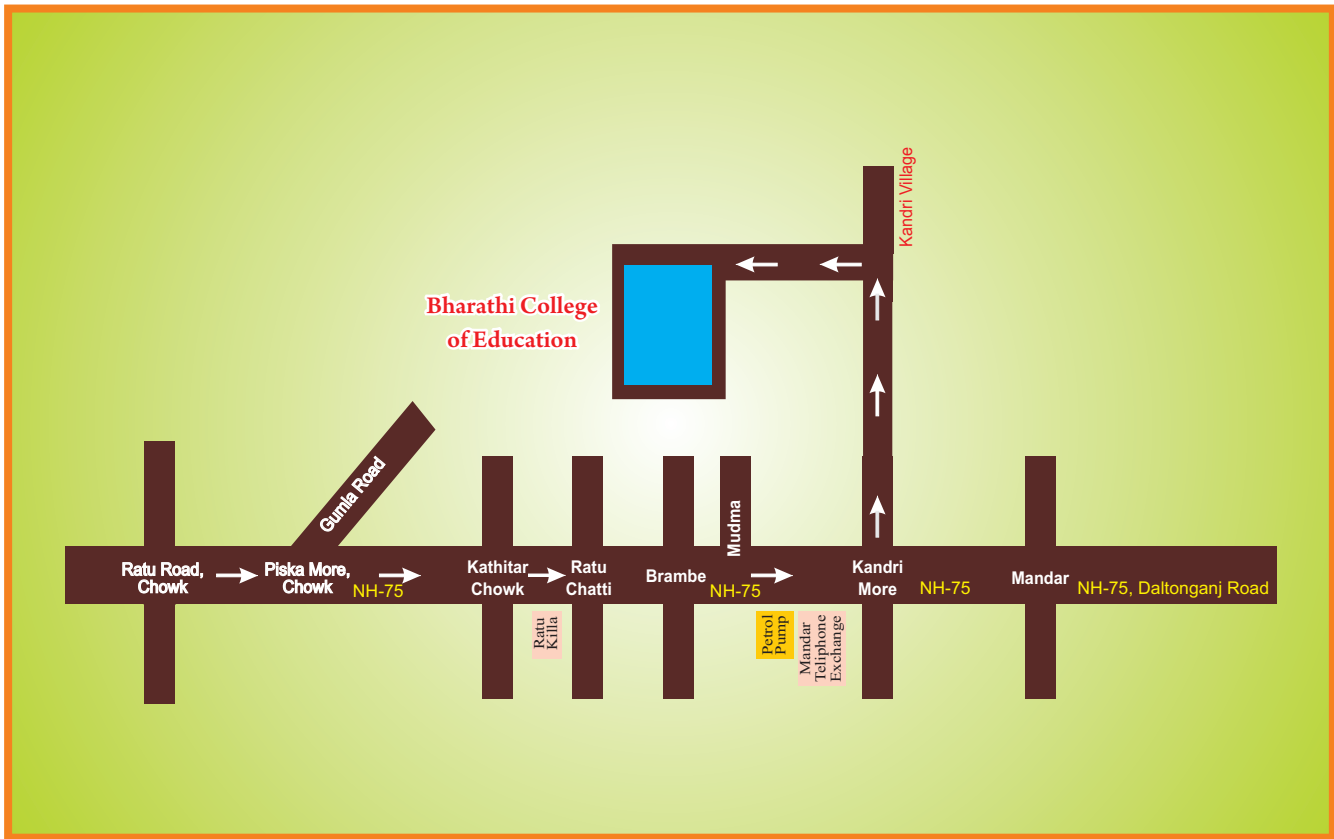 Kandri Village
Bharathi College
of Education
Gumla Road
Mudma
Ratu Road,
Chowk
Piska More,
Chowk
NH-75
Kathitar
Chowk
Ratu
Chatti
Brambe
NH-75
Kandri
More
NH-75
Mandar
NH-75, Daltonganj Road
Ratu
Killa
Petrol
Pump
Mandar
Teliphone
Exchange